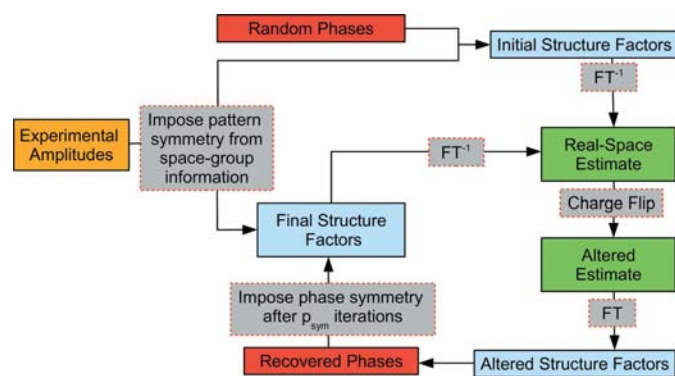 Random Phases
Initial Structure Factors
FT⁻¹
Experimental
Amplitudes
Impose pattern
symmetry from
space-group
information
FT⁻¹
Real-Space
Estimate
Charge Flip
Final Structure
Factors
Altered
Estimate
Impose phase symmetry
after pₛᵧₘ iterations
FT
Recovered Phases
Altered Structure Factors